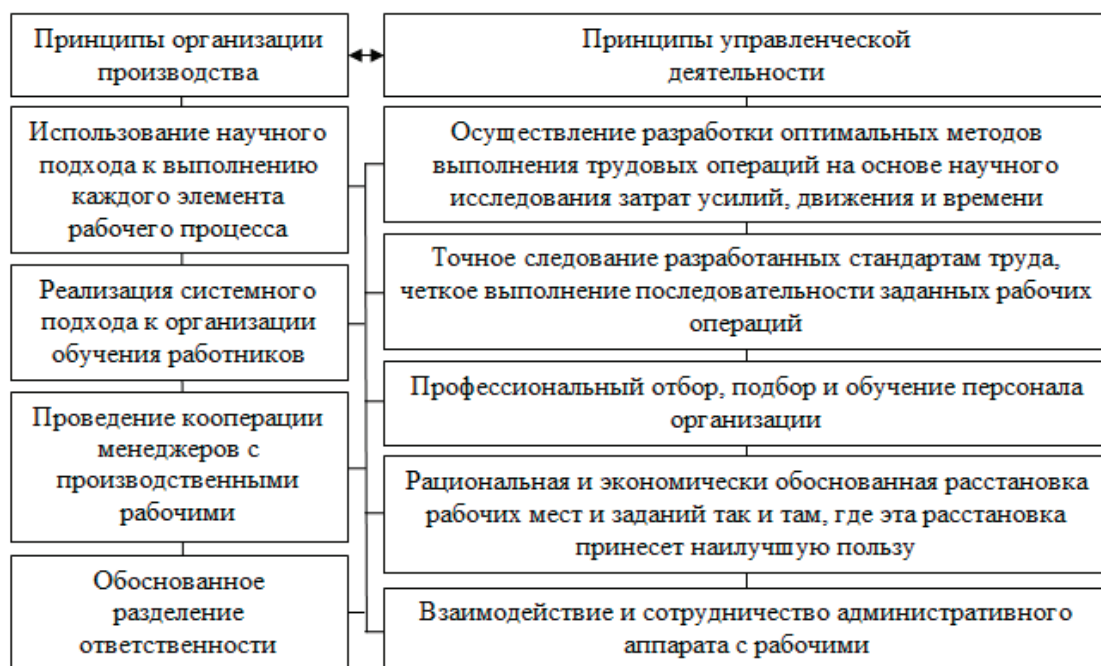 Принципы организации
производства
Принципы управленческой
деятельности
Использование научного
подхода к выполнению
каждого элемента
рабочего процесса
Реализация системного
подхода к организации
обучения работников
Проведение кооперации
менеджеров с
производственными
рабочими
Обоснованное
разделение
ответственности
Осуществление разработки оптимальных методов
выполнения трудовых операций на основе научного
исследования затрат усилий, движения и времени
Точное следование разработанных стандартам труда,
четкое выполнение последовательности заданных рабочих
операций
Профессиональный отбор, подбор и обучение персонала
организации
Рациональная и экономически обоснованная расстановка
рабочих мест и заданий так и там, где эта расстановка
принесет наилучшую пользу
Взаимодействие и сотрудничество административного
аппарата с рабочими